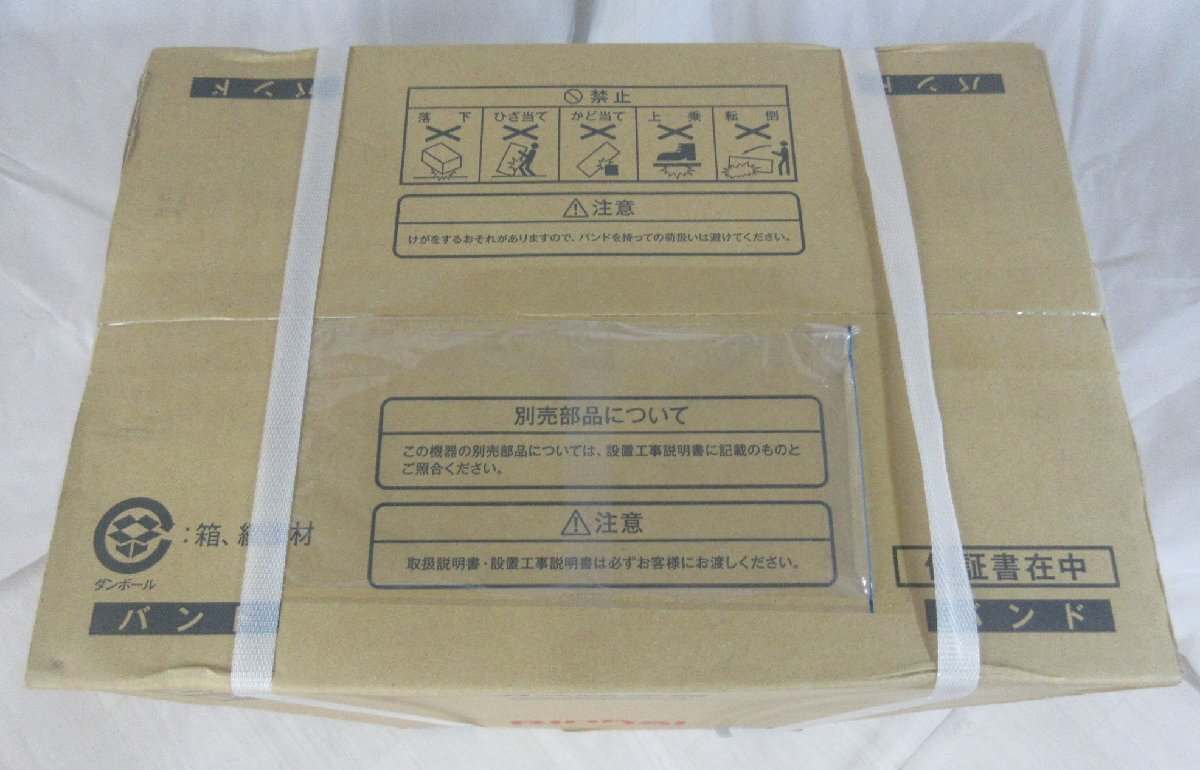 バンド
バンド
禁止
落下
ひざ当て
かど当て
上乗
転倒
注意
けがをするおそれがありますので、バンドを持っての荷扱いは避けてください。
別売部品について
この機器の別売部品については、設置工事説明書に記載のものと
ご照合ください。
注意
取扱説明書・設置工事説明書は必ずお客様にお渡しください。
:箱、 材
ダンボール
証書在中
バン
ンド